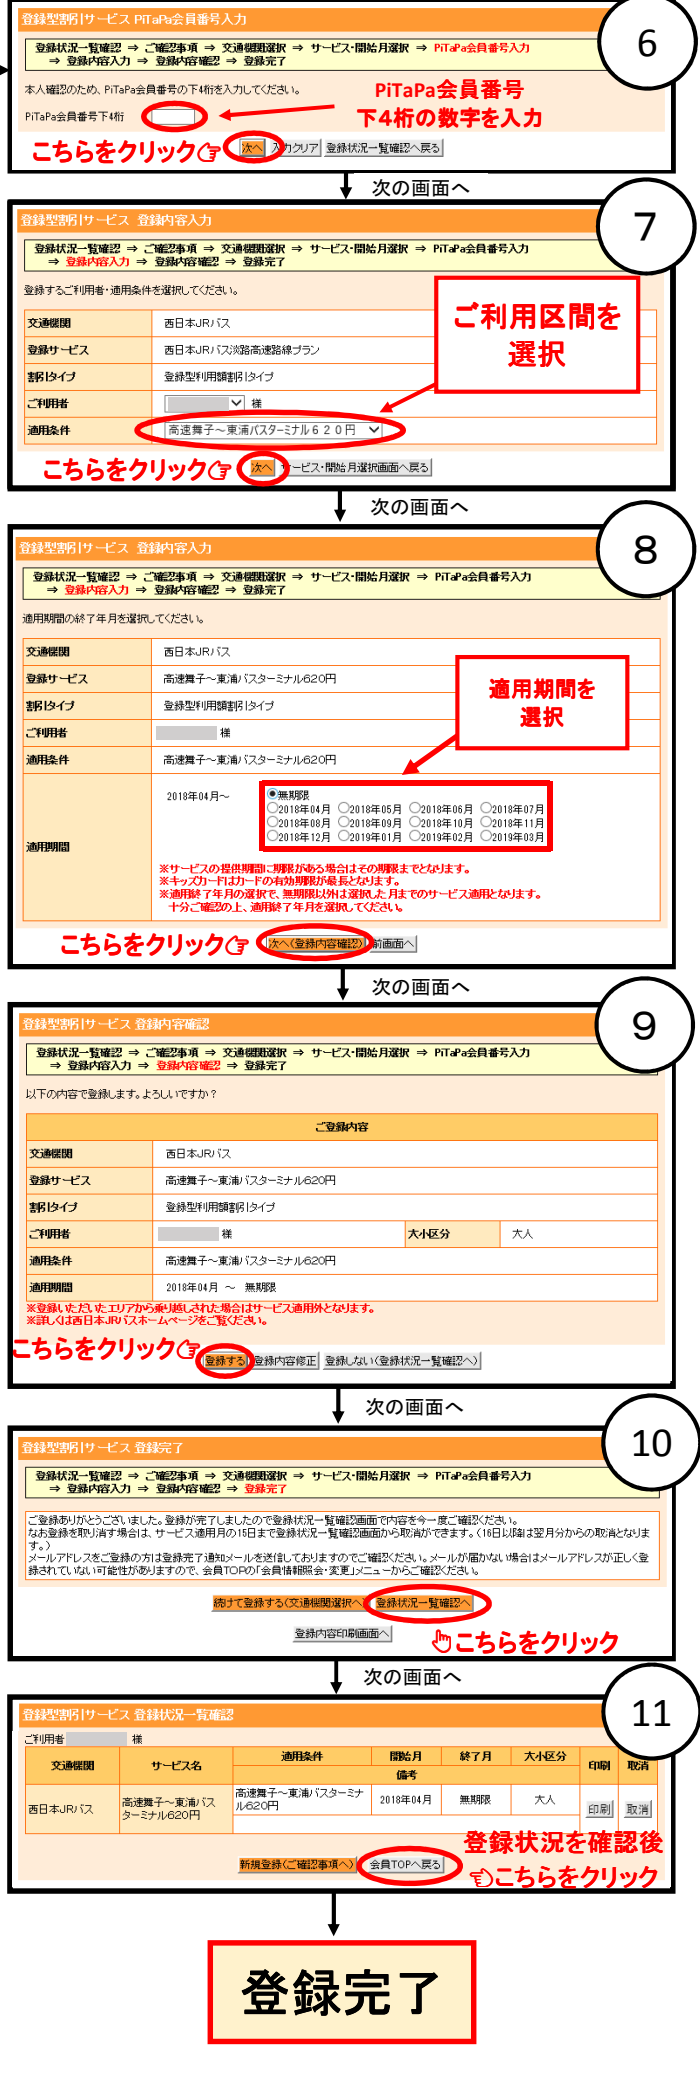 登録型割引サービス PiTaPa会員番号入力
6
登録状況一覧確認 ⇒ ご確認事項 ⇒ 交通機関選択 ⇒ サービス・開始月選択 ⇒ PiTaPa会員番号入力
⇒ 登録内容入力 ⇒ 登録内容確認 ⇒ 登録完了
本人確認のため、PiTaPa会員番号の下4桁を入力してください。
PiTaPa会員番号
PiTaPa会員番号下4桁
下4桁の数字を入力
こちらをクリック☞ 次へ 入力クリア 登録状況一覧確認へ戻る
次の画面へ
登録型割引サービス 登録内容入力
7
登録状況一覧確認 ⇒ ご確認事項 ⇒ 交通機関選択 ⇒ サービス・開始月選択 ⇒ PiTaPa会員番号入力
⇒ 登録内容入力 ⇒ 登録内容確認 ⇒ 登録完了
登録するご利用者・適用条件を選択してください。
ご利用区間を
選択
交通機関 西日本JRバス
登録サービス 西日本JRバス淡路高速路線プラン
割引タイプ 登録型利用額割引タイプ
ご利用者 様
適用条件 高速舞子～東浦バスターミナル620円
こちらをクリック☞ 次へ サービス・開始月選択画面へ戻る
次の画面へ
登録型割引サービス 登録内容入力
8
登録状況一覧確認 ⇒ ご確認事項 ⇒ 交通機関選択 ⇒ サービス・開始月選択 ⇒ PiTaPa会員番号入力
⇒ 登録内容入力 ⇒ 登録内容確認 ⇒ 登録完了
適用期間の終了年月を選択してください。
交通機関 西日本JRバス
登録サービス 高速舞子～東浦バスターミナル620円
適用期間を
選択
割引タイプ 登録型利用額割引タイプ
ご利用者 様
適用条件 高速舞子～東浦バスターミナル620円
適用期間
2018年04月～ 無期限
2018年04月 2018年05月 2018年06月 2018年07月
2018年08月 2018年09月 2018年10月 2018年11月
2018年12月 2019年01月 2019年02月 2019年03月
※サービスの提供期間に期限がある場合はその期限までとなります。
※キッズカードはカードの有効期限が最長となります。
※適用終了年月の選択で、無期限以外は選択した月までのサービス適用となります。
十分ご確認の上、適用終了年月を選択してください。
こちらをクリック☞ 次へ(登録内容確認) 前画面へ
次の画面へ
登録型割引サービス 登録内容確認
9
登録状況一覧確認 ⇒ ご確認事項 ⇒ 交通機関選択 ⇒ サービス・開始月選択 ⇒ PiTaPa会員番号入力
⇒ 登録内容入力 ⇒ 登録内容確認 ⇒ 登録完了
以下の内容で登録します。よろしいですか？
ご登録内容
交通機関 西日本JRバス
登録サービス 高速舞子～東浦バスターミナル620円
割引タイプ 登録型利用額割引タイプ
ご利用者 様 大小区分 大人
適用条件 高速舞子～東浦バスターミナル620円
適用期間 2018年04月 ～ 無期限
※登録いただいたエリアから乗り越しされた場合はサービス適用外となります。
※詳しくは西日本JRバスホームページをご覧ください。
こちらをクリック☞ 登録する 登録内容修正 登録しない(登録状況一覧確認へ)
次の画面へ
登録型割引サービス 登録完了
10
登録状況一覧確認 ⇒ ご確認事項 ⇒ 交通機関選択 ⇒ サービス・開始月選択 ⇒ PiTaPa会員番号入力
⇒ 登録内容入力 ⇒ 登録内容確認 ⇒ 登録完了
ご登録ありがとうございました。登録が完了しましたので登録状況一覧確認画面で内容を今一度ご確認ください。
なお登録を取り消す場合は、サービス適用月の15日まで登録状況一覧確認画面から取消ができます。(16日以降は翌月分からの取消となりま
す。)
メールアドレスをご登録の方は登録完了通知メールを送信しておりますのでご確認ください。メールが届かない場合はメールアドレスが正しく登
録されていない可能性がありますので、会員TOPの「会員情報照会・変更」メニューからご確認ください。
続けて登録する(交通機関選択へ) 登録状況一覧確認へ
登録内容印刷画面へ
こちらをクリック
次の画面へ
登録型割引サービス 登録状況一覧確認
11
ご利用者 様
交通機関 サービス名 適用条件 開始月 終了月 大小区分 印刷 取消
備考
西日本JRバス 高速舞子～東浦バスターミナル620円 高速舞子～東浦バスターミナル620円 2018年04月 無期限 大人 印刷 取消
登録状況を確認後
新規登録(ご確認事項へ) 会員TOPへ戻る
☜こちらをクリック
登録完了